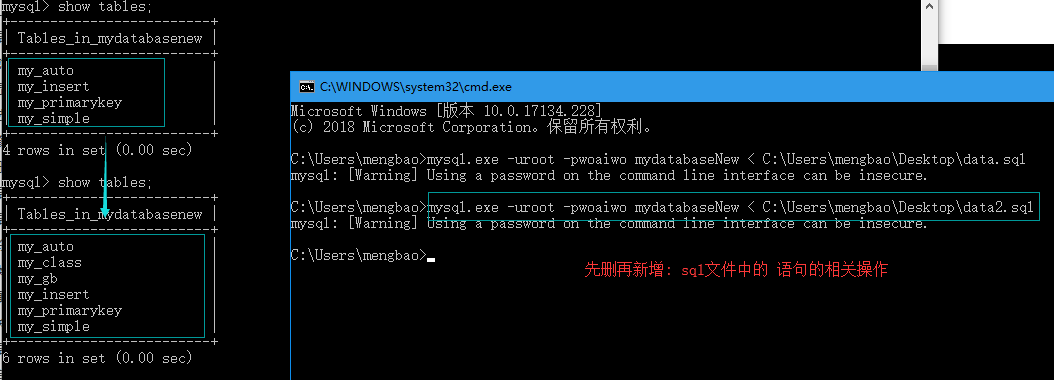 mysql> show tables;
+---------------------------+
| Tables_in_mydatabasenew |
+---------------------------+
| my_auto |
| my_insert |
| my_primarykey |
| my_simple |
+---------------------------+
4 rows in set (0.00 sec)
mysql> show tables;
+---------------------------+
| Tables_in_mydatabasenew |
+---------------------------+
| my_auto |
| my_class |
| my_gb |
| my_insert |
| my_primarykey |
| my_simple |
+---------------------------+
6 rows in set (0.00 sec)
C:\WINDOWS\system32\cmd.exe
Microsoft Windows [版本 10.0.17134.228]
(c) 2018 Microsoft Corporation。保留所有权利。
C:\Users\mengbao>mysql.exe -uroot -pwoaiwo mydatabaseNew < C:\Users\mengbao\Desktop\data.sql
mysql: [Warning] Using a password on the command line interface can be insecure.
C:\Users\mengbao>mysql.exe -uroot -pwoaiwo mydatabaseNew < C:\Users\mengbao\Desktop\data2.sql
mysql: [Warning] Using a password on the command line interface can be insecure.
C:\Users\mengbao>
先删再新增: sql文件中的 语句的相关操作